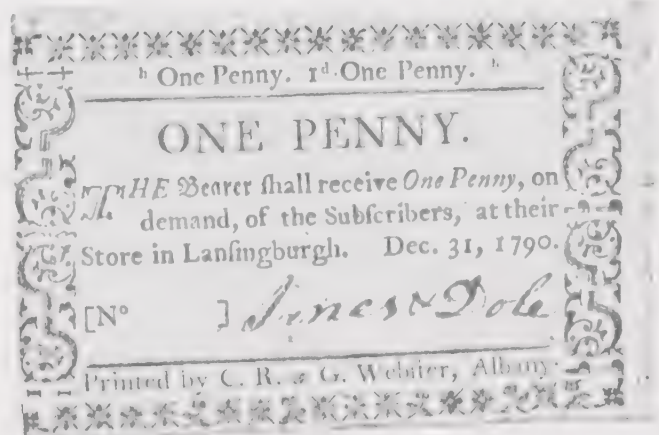 One Penny. 1d. One Penny.
ONE PENNY.
THE Bearer ſhall receive One Penny, on
demand, of the Subſcribers, at their
Store in Lanſingburgh. Dec. 31, 1790.
[No ] Jones & Dole
Printed by C. R. & G. Webſter, Albany.